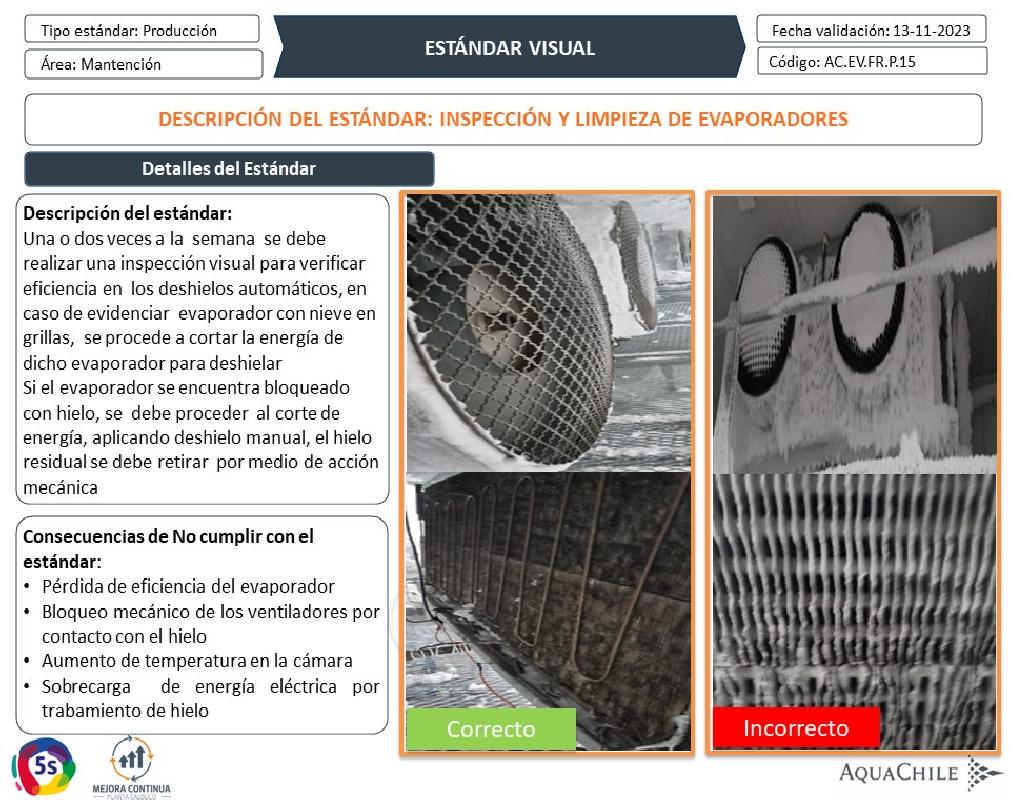 Tipo estándar: Producción
Área: Mantención
ESTÁNDAR VISUAL
Fecha validación: 13-11-2023
Código: AC.EV.FR.P.15
DESCRIPCIÓN DEL ESTÁNDAR: INSPECCIÓN Y LIMPIEZA DE EVAPORADORES
Detalles del Estándar
Descripción del estándar:
Una o dos veces a la semana se debe
realizar una inspección visual para verificar
eficiencia en los deshielos automáticos, en
caso de evidenciar evaporador con nieve en
grillas, se procede a cortar la energía de
dicho evaporador para deshielar
Si el evaporador se encuentra bloqueado
con hielo, se debe proceder al corte de
energía, aplicando deshielo manual, el hielo
residual se debe retirar por medio de acción
mecánica
Consecuencias de No cumplir con el
estándar:
• Pérdida de eficiencia del evaporador
• Bloqueo mecánico de los ventiladores por
contacto con el hielo
• Aumento de temperatura en la cámara
• Sobrecarga de energía eléctrica por
trabamiento de hielo
Correcto
Incorrecto
5s
MEJORA CONTINUA
PLANTA CALBUCO
AQUACHILE